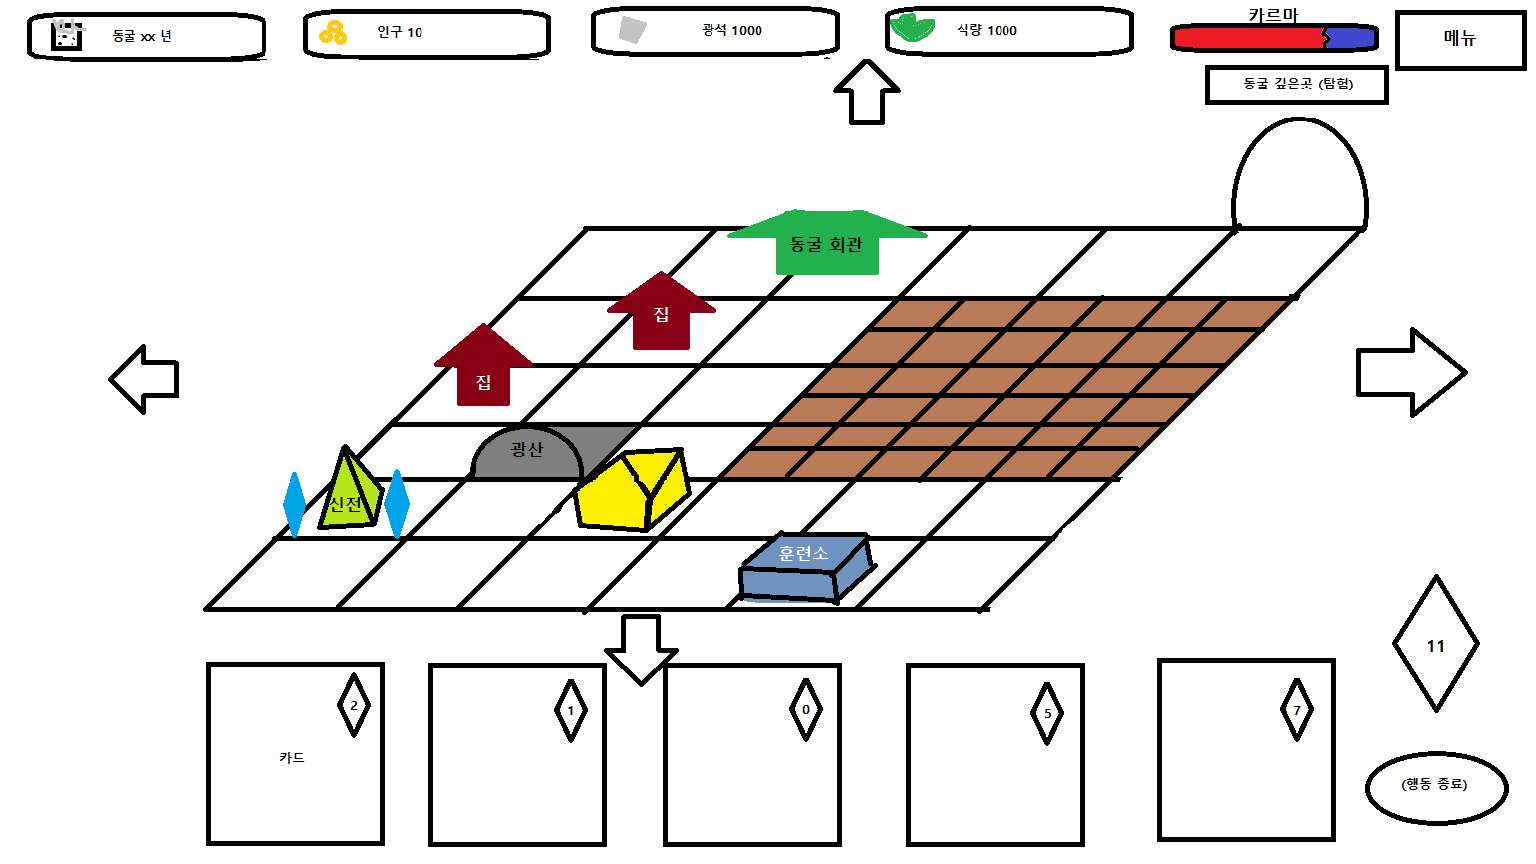 동굴 xx 년
인구 10
광석 1000
식량 1000
카르마
메뉴
동굴 깊은곳 (탐험)
동굴 회관
집
집
광산
신전
훈련소
11
2
1
0
5
7
카드
(행동 종료)